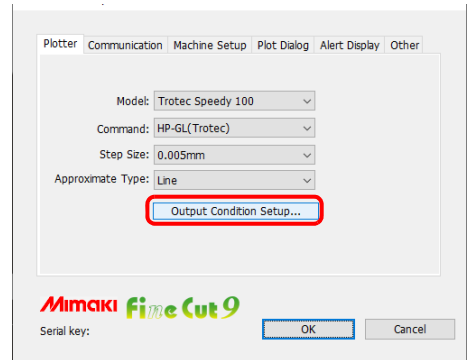 Plotter Communication Machine Setup Plot Dialog Alert Display Other
Model: Trotec Speedy 100
Command: HP-GL(Trotec)
Step Size: 0.005mm
Approximate Type: Line
Output Condition Setup...
Mimaki Fine Cut 9
Serial key: OK Cancel